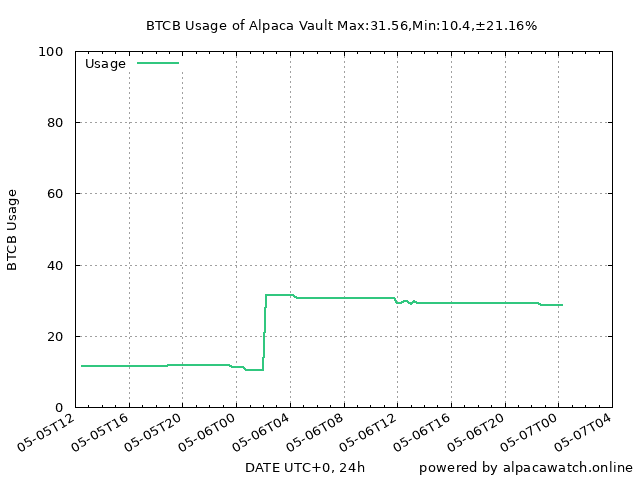 BTCB Usage of Alpaca Vault Max:31.56,Min:10.4,±21.16%
Usage
100
80
60
40
20
0
BTCB Usage
05-05T12
05-05T16
05-05T20
05-06T00
05-06T04
05-06T08
05-06T12
05-06T16
05-06T20
05-07T00
05-07T04
DATE UTC+0, 24h
powered by alpacawatch.online